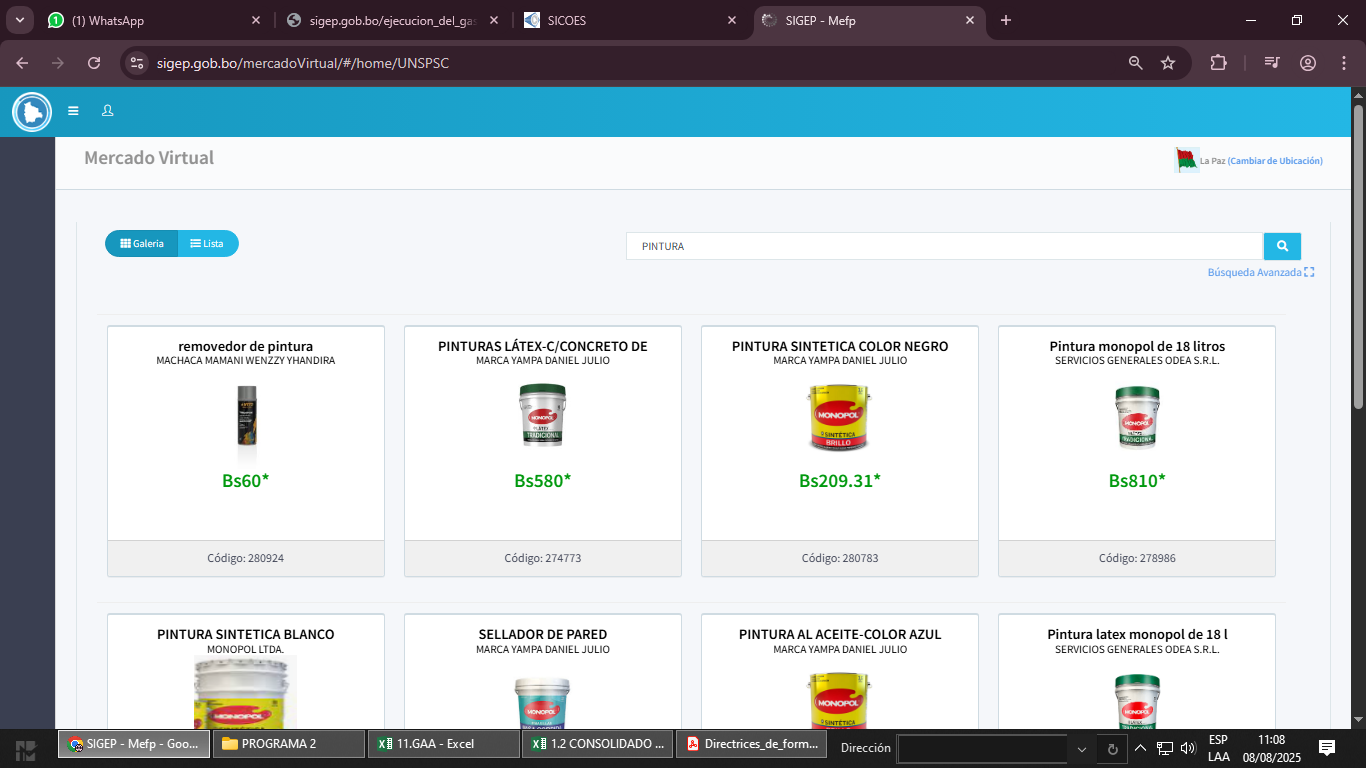 (1) WhatsApp
sigep.gob.bo/ejecucion_del_gas
SICOES
SIGEP - Mefp
sigep.gob.bo/mercadoVirtual/#/home/UNSPSC
Mercado Virtual
La Paz (Cambiar de Ubicación)
Galeria
Lista
PINTURA
Búsqueda Avanzada
removedor de pintura
MACHACA MAMANI WENZZY YHANDIRA
Bs60*
Código: 280924
PINTURAS LÁTEX-C/CONCRETO DE
MARCA YAMPA DANIEL JULIO
MONOPOL
LÁTEX
TRADICIONAL
Bs580*
Código: 274773
PINTURA SINTETICA COLOR NEGRO
MARCA YAMPA DANIEL JULIO
MONOPOL
SINTÉTICA
BRILLO
Bs209.31*
Código: 280783
Pintura monopol de 18 litros
SERVICIOS GENERALES ODEA S.R.L.
MONOPOL
LÁTEX
TRADICIONAL
Bs810*
Código: 278986
PINTURA SINTETICA BLANCO
MONOPOL LTDA.
MONOPOL
SELLADOR DE PARED
MARCA YAMPA DANIEL JULIO
MONOPOL
PINTURA AL ACEITE-COLOR AZUL
MARCA YAMPA DANIEL JULIO
MONOPOL
SINTÉTICA
Pintura latex monopol de 18 l
SERVICIOS GENERALES ODEA S.R.L.
MONOPOL
LÁTEX
SIGEP - Mefp - Goo...
PROGRAMA 2
11.GAA - Excel
1.2 CONSOLIDADO ...
Directrices_de_form...
Dirección
ESP
LAA
11:08
08/08/2025